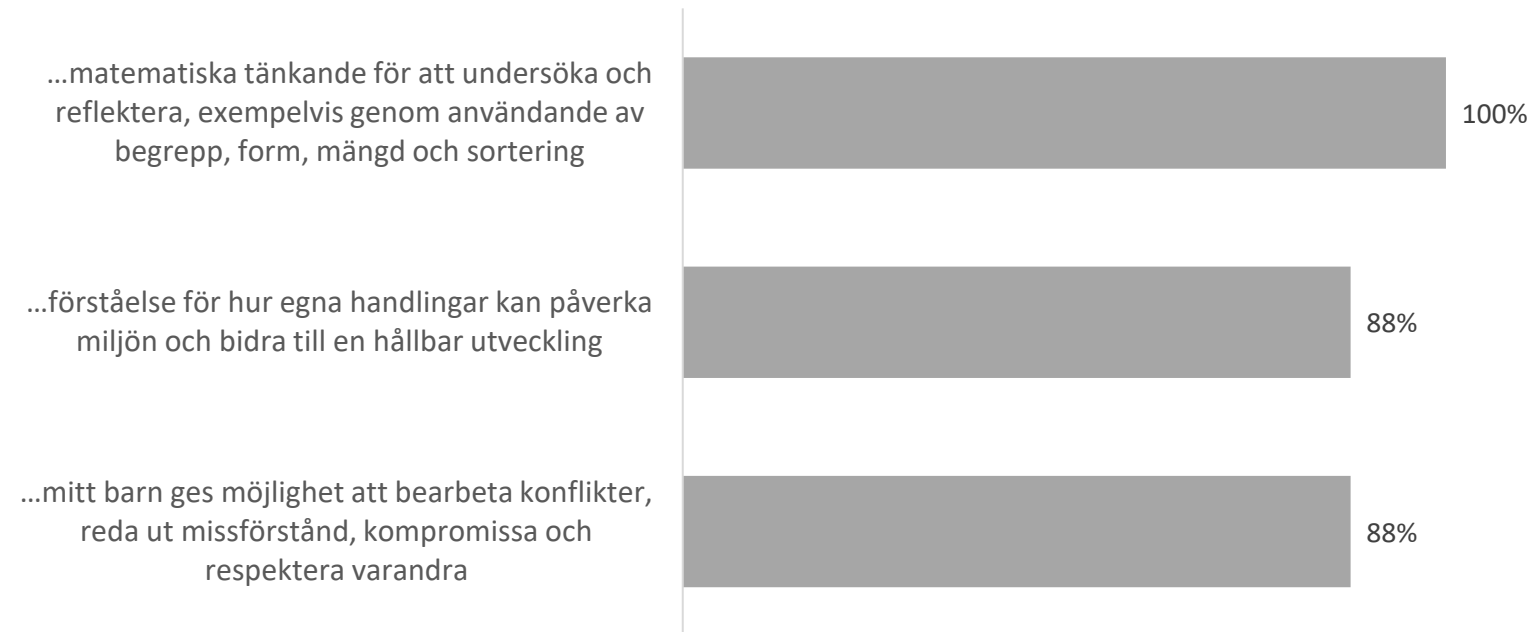 …matematiska tänkande för att undersöka och
reflektera, exempelvis genom användande av
begrepp, form, mängd och sortering
100%
…förståelse för hur egna handlingar kan påverka
miljön och bidra till en hållbar utveckling
88%
…mitt barn ges möjlighet att bearbeta konflikter,
reda ut missförstånd, kompromissa och
respektera varandra
88%